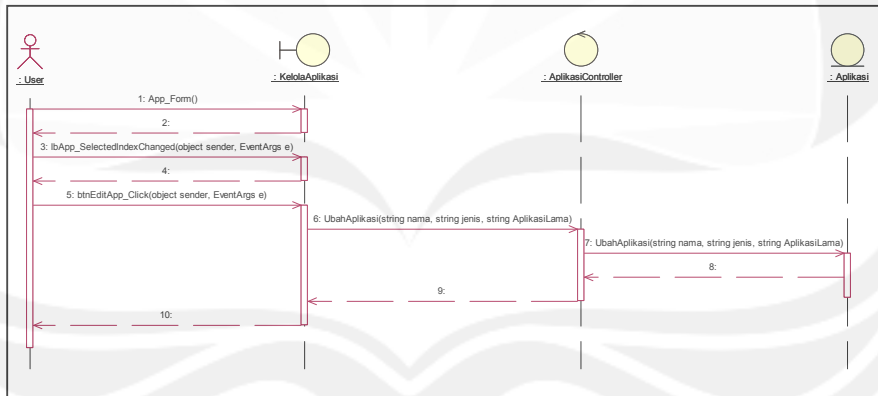 : User
: KelolaAplikasi
: AplikasiController
: Aplikasi
1: App_Form()
2:
3: lbApp_SelectedIndexChanged(object sender, EventArgs e)
4:
5: btnEditApp_Click(object sender, EventArgs e)
6: UbahAplikasi(string nama, string jenis, string AplikasiLama)
7: UbahAplikasi(string nama, string jenis, string AplikasiLama)
8:
9:
10: